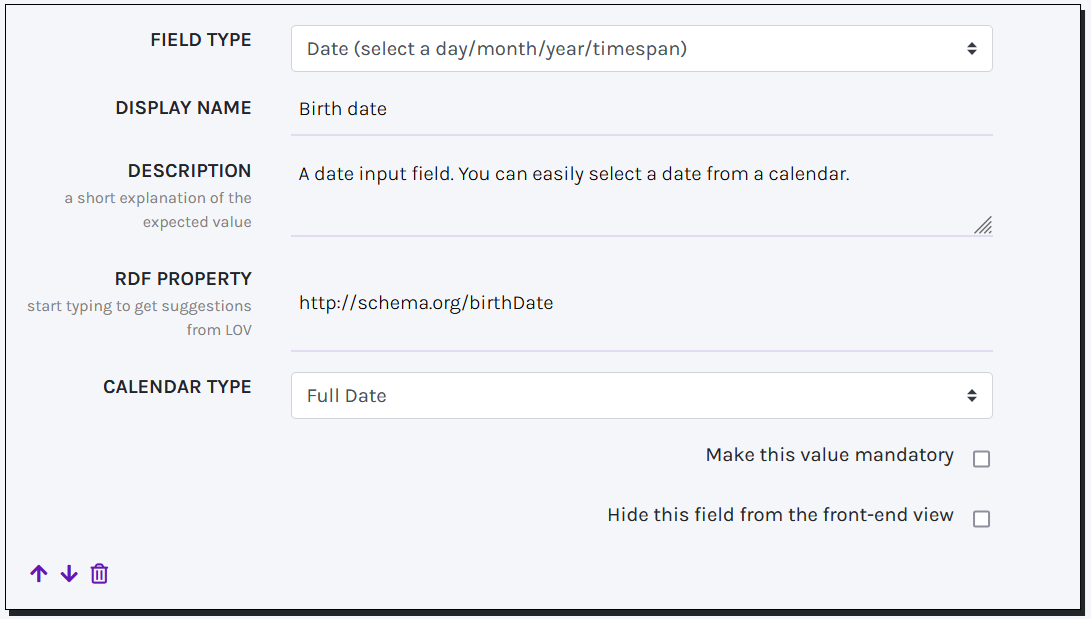 FIELD TYPE
Date (select a day/month/year/timespan)
DISPLAY NAME
Birth date
DESCRIPTION
a short explanation of the
expected value
A date input field. You can easily select a date from a calendar.
RDF PROPERTY
start typing to get suggestions
from LOV
http://schema.org/birthDate
CALENDAR TYPE
Full Date
Make this value mandatory
Hide this field from the front-end view